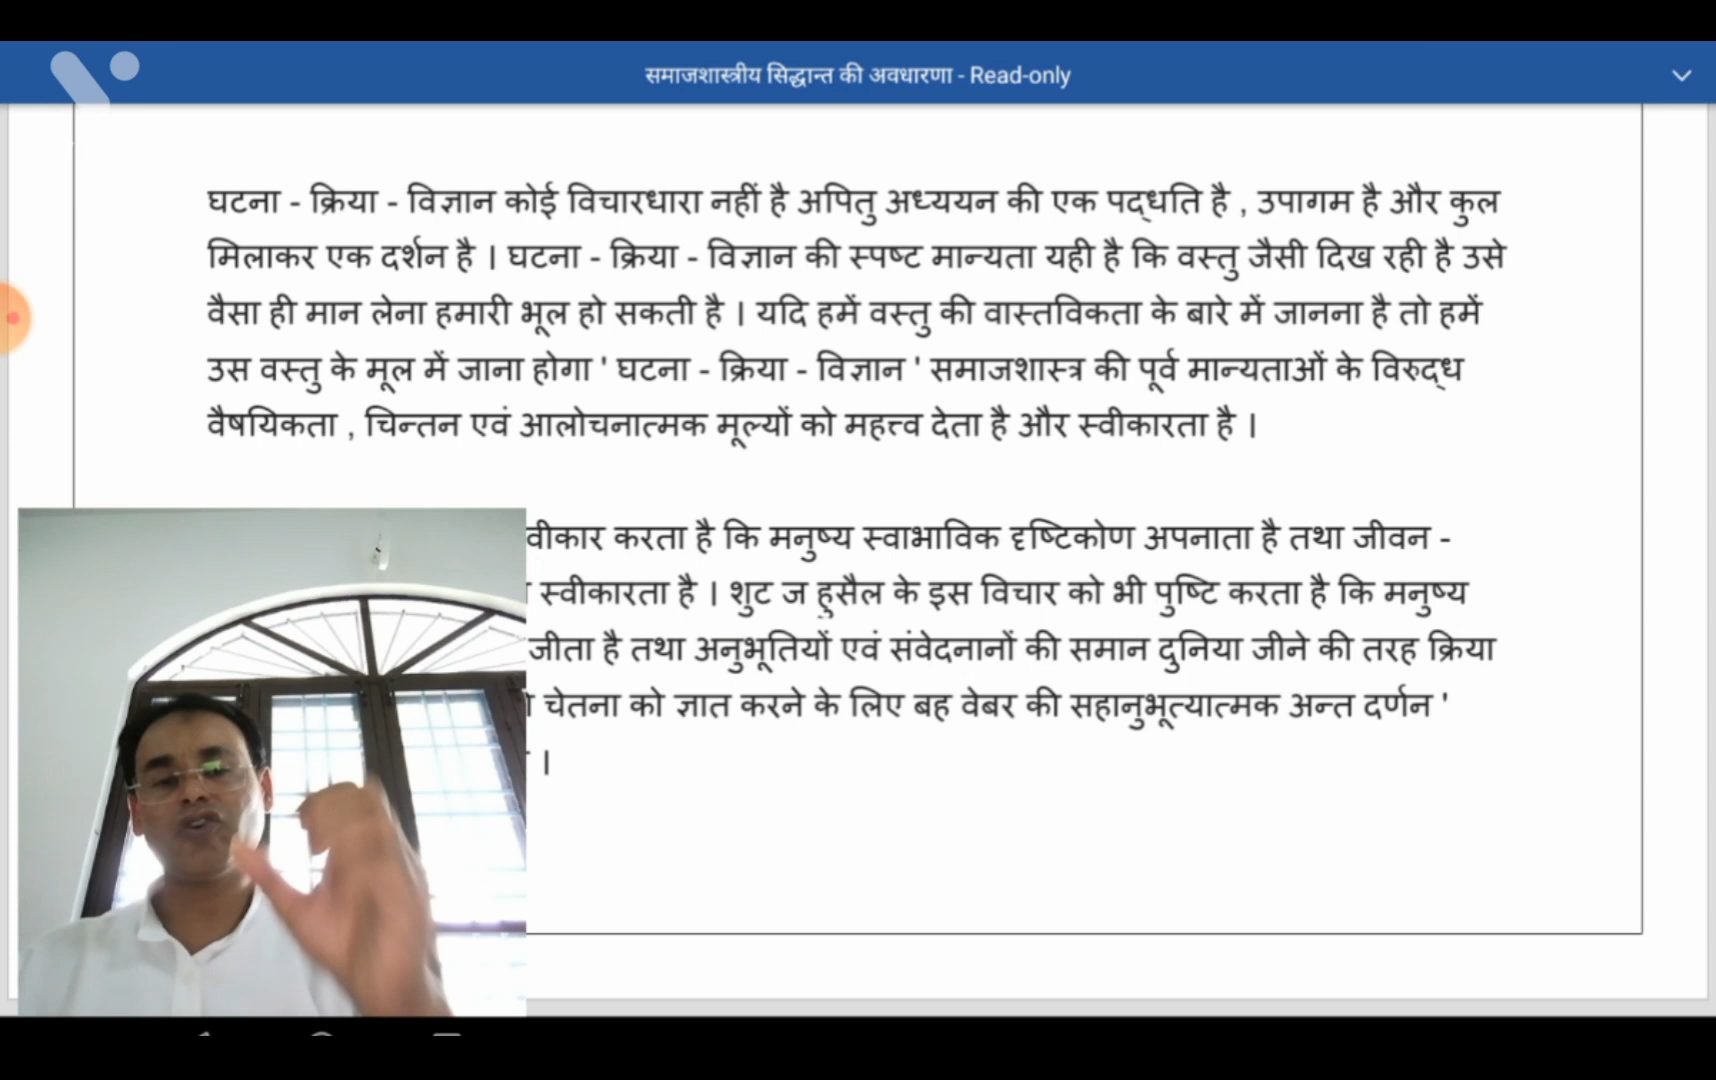 समाजशास्त्रीय सिद्धान्त की अवधारणा - Read-only
घटना - क्रिया - विज्ञान कोई विचारधारा नहीं है अपितु अध्ययन की एक पद्धति है , उपागम है और कुल
मिलाकर एक दर्शन है । घटना - क्रिया - विज्ञान की स्पष्ट मान्यता यही है कि वस्तु जैसी दिख रही है उसे
वैसा ही मान लेना हमारी भूल हो सकती है । यदि हमें वस्तु की वास्तविकता के बारे में जानना है तो हमें
उस वस्तु के मूल में जाना होगा ' घटना - क्रिया - विज्ञान ' समाजशास्त्र की पूर्व मान्यताओं के विरुद्ध
वैषयिकता , चिन्तन एवं आलोचनात्मक मूल्यों को महत्त्व देता है और स्वीकारता है ।
वीकार करता है कि मनुष्य स्वाभाविक दृष्टिकोण अपनाता है तथा जीवन -
स्वीकारता है । शुट ज हुसैल के इस विचार को भी पुष्टि करता है कि मनुष्य
जीता है तथा अनुभूतियों एवं संवेदनानों की समान दुनिया जीने की तरह क्रिया
चेतना को ज्ञात करने के लिए बह वेबर की सहानुभूत्यात्मक अन्त दर्णन '
।